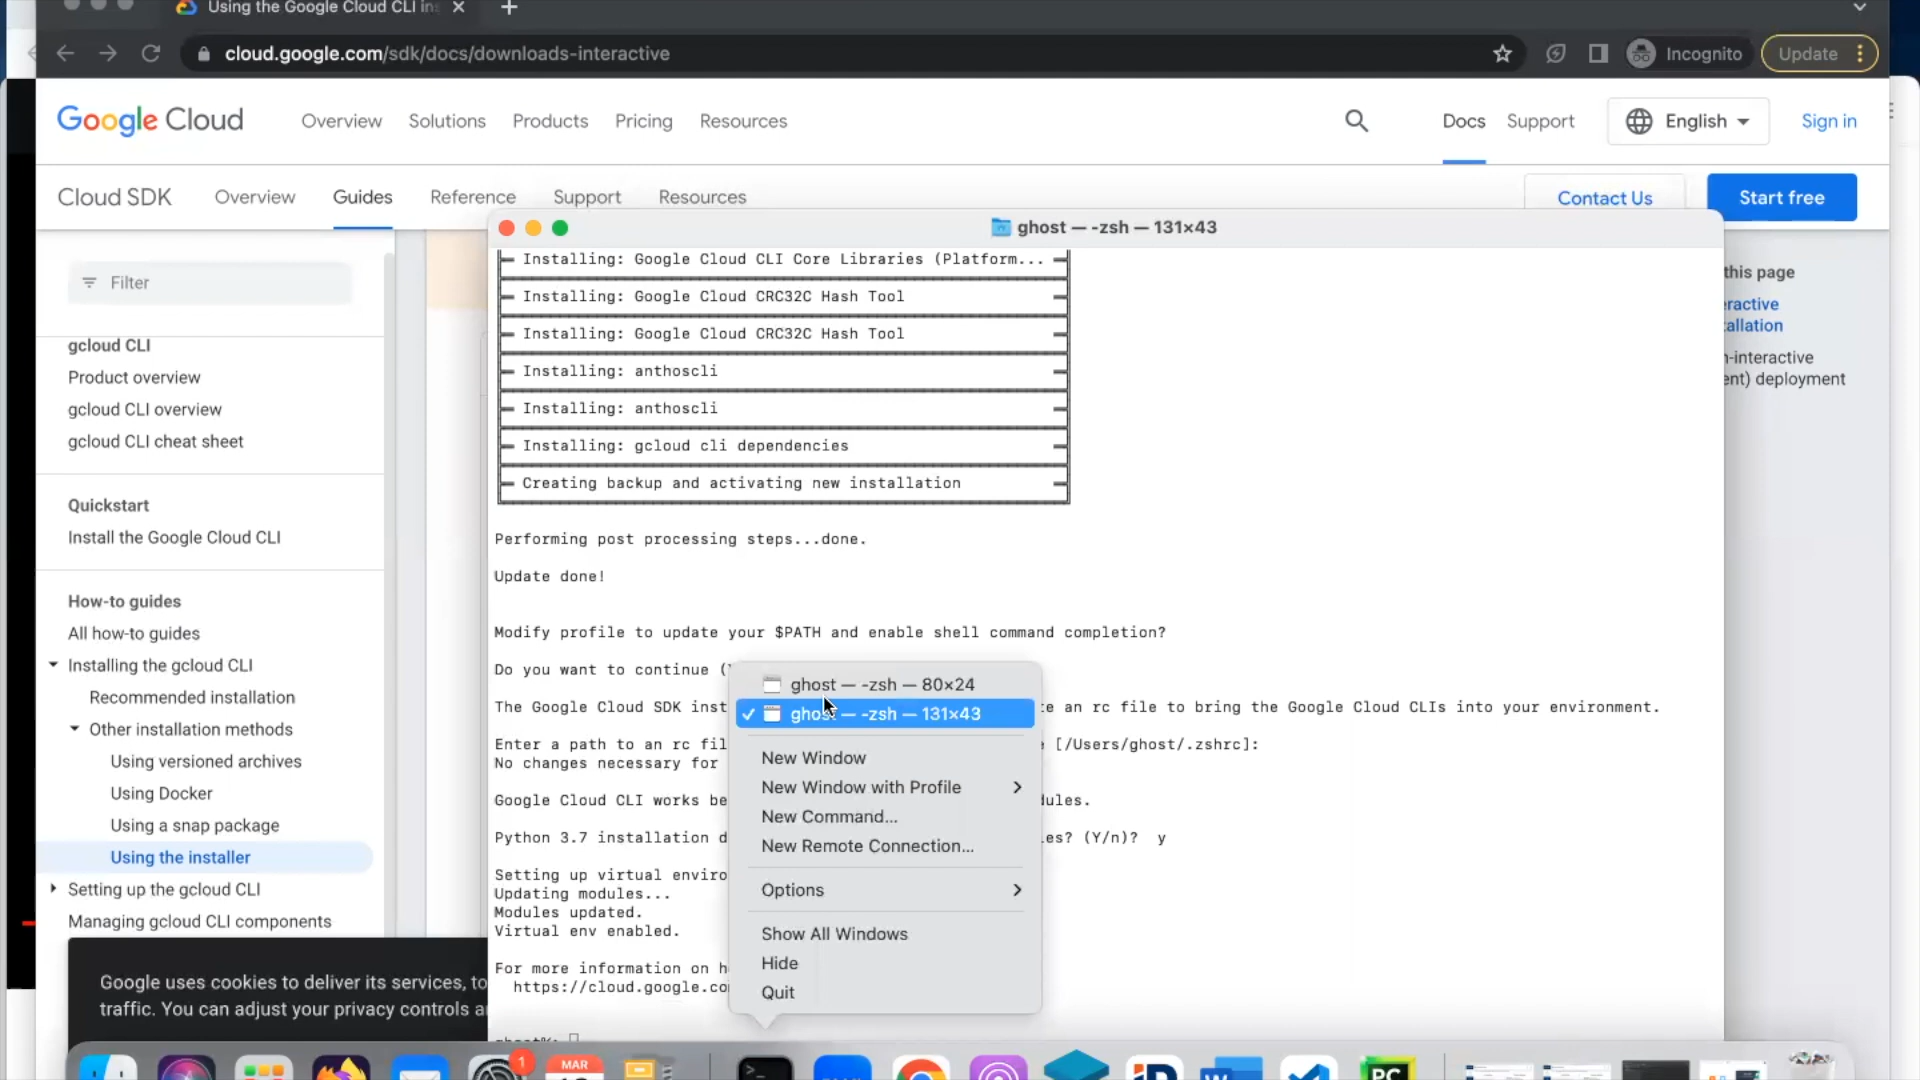 Using the Google Cloud CLI in
cloud.google.com/sdk/docs/downloads-interactive
Incognito
Update
Google Cloud
Overview
Solutions
Products
Pricing
Resources
Docs
Support
English
Sign in
Cloud SDK
Overview
Guides
Reference
Support
Resources
Contact Us
Start free
ghost — -zsh — 131×43
Filter
gcloud CLI
Product overview
gcloud CLI overview
gcloud CLI cheat sheet
Quickstart
Install the Google Cloud CLI
How-to guides
All how-to guides
Installing the gcloud CLI
Recommended installation
Other installation methods
Using versioned archives
Using Docker
Using a snap package
Using the installer
Setting up the gcloud CLI
Managing gcloud CLI components
Google uses cookies to deliver its services, to
traffic. You can adjust your privacy controls a
Installing: Google Cloud CLI Core Libraries (Platform...
Installing: Google Cloud CRC32C Hash Tool
Installing: Google Cloud CRC32C Hash Tool
Installing: anthoscli
Installing: anthoscli
Installing: gcloud cli dependencies
Creating backup and activating new installation
Performing post processing steps...done.
Update done!
Modify profile to update your $PATH and enable shell command completion?
Do you want to continue (
The Google Cloud SDK inst
e an rc file to bring the Google Cloud CLIs into your environment.
Enter a path to an rc fil
[/Users/ghost/.zshrc]:
No changes necessary for
Google Cloud CLI works be
dules.
Python 3.7 installation d
es? (Y/n)? y
Setting up virtual enviro
Updating modules...
Modules updated.
Virtual env enabled.
For more information on h
https://cloud.google.co
ghost — -zsh — 80×24
✓ ghost — -zsh — 131×43
New Window
New Window with Profile
New Command...
New Remote Connection...
Options
Show All Windows
Hide
Quit
this page
eractive
tallation
n-interactive
ent) deployment
1
MAR
PC